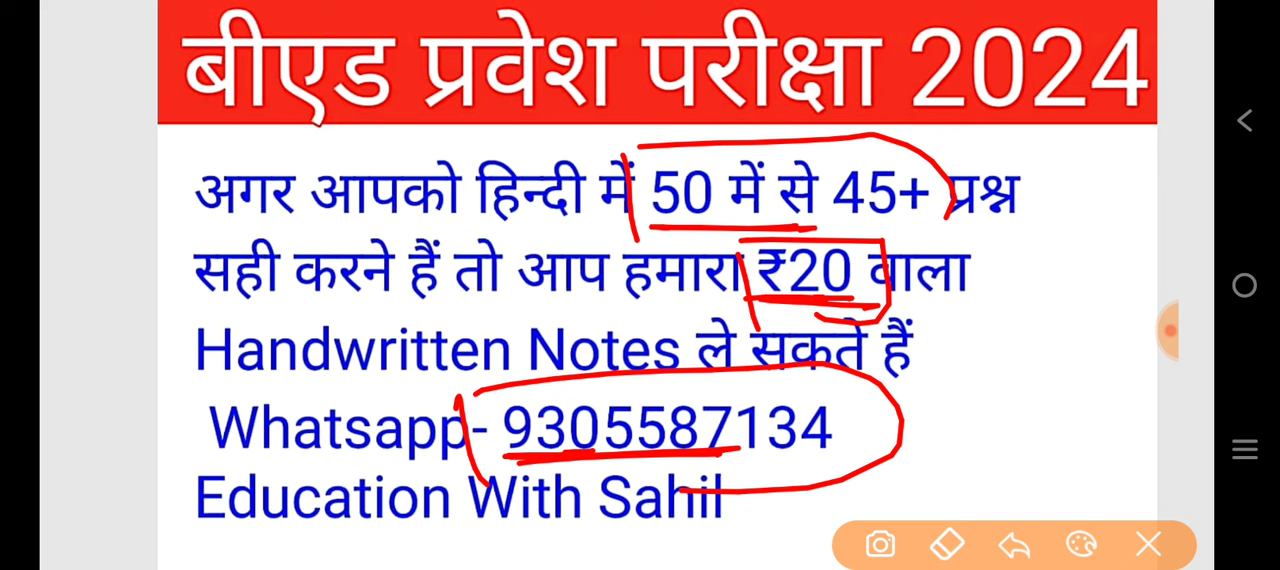 बीएड प्रवेश परीक्षा 2024
अगर आपको हिन्दी में 50 में से 45+ प्रश्न
सही करने हैं तो आप हमारा ₹20 वाला
Handwritten Notes ले सकते हैं
Whatsapp- 9305587134
Education With Sahil